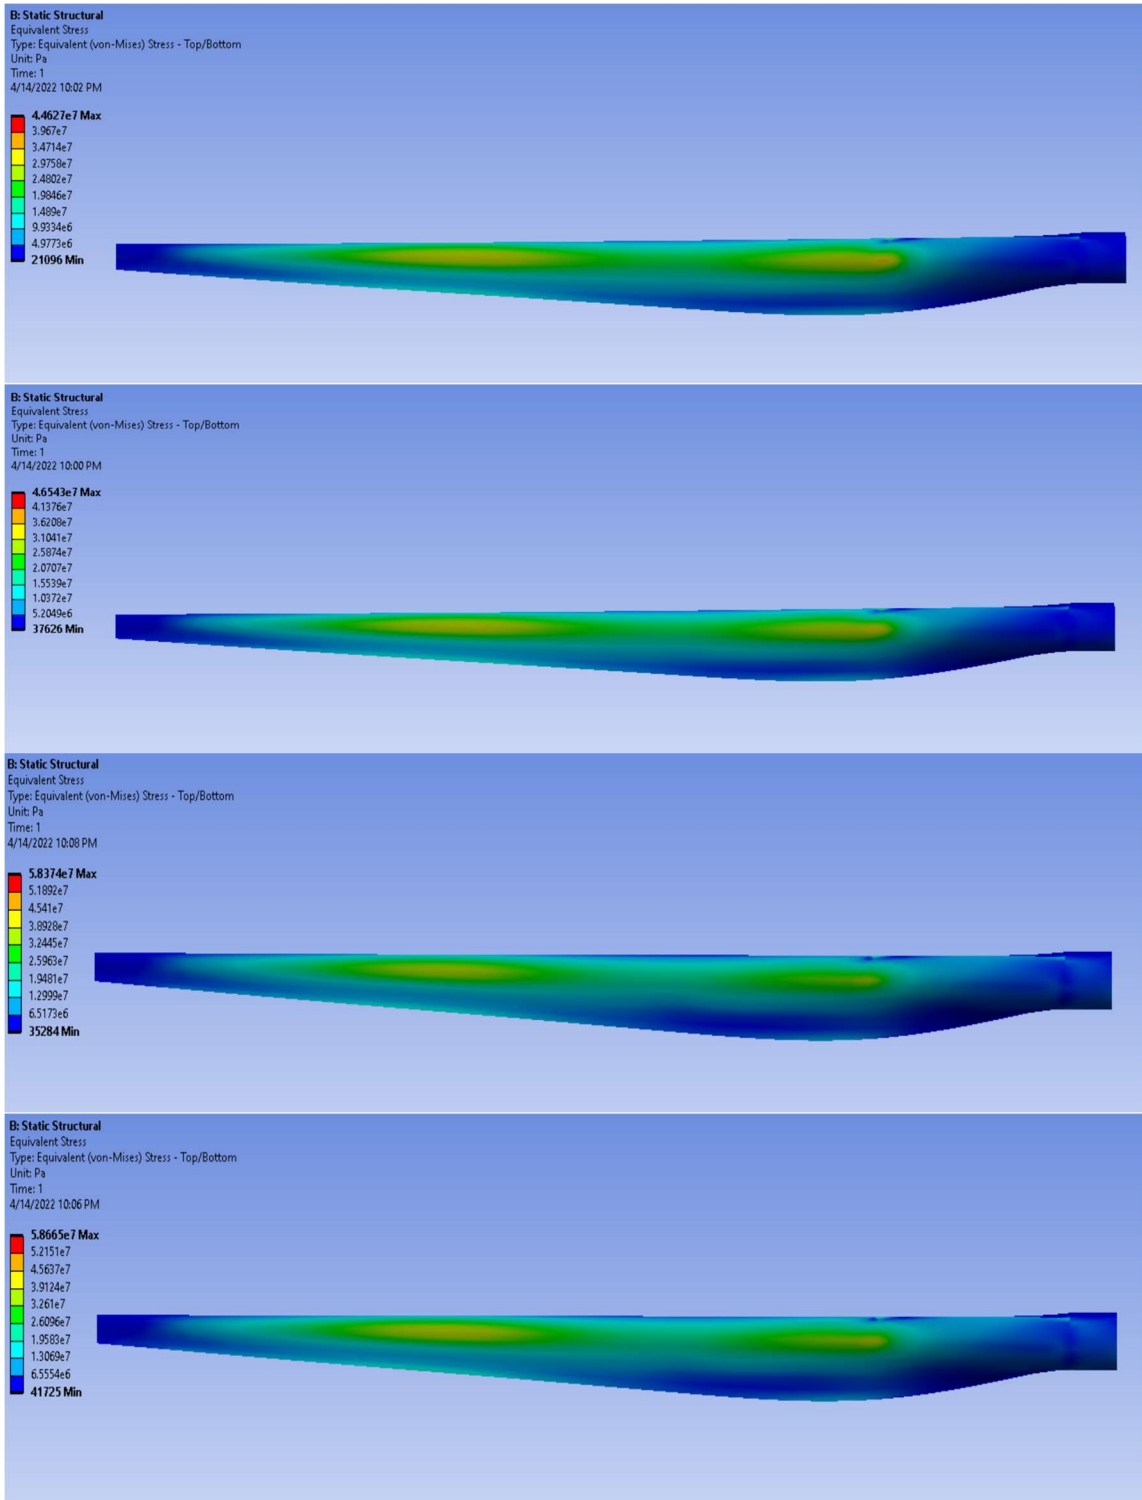 B: Static Structural
Equivalent Stress
Type: Equivalent (von-Mises) Stress - Top/Bottom
Unit: Pa
Time: 1
4/14/2022 10:02 PM
4.4627e7 Max
3.967e7
3.4714e7
2.9758e7
2.4802e7
1.9846e7
1.489e7
9.9334e6
4.9773e6
21096 Min
B: Static Structural
Equivalent Stress
Type: Equivalent (von-Mises) Stress - Top/Bottom
Unit: Pa
Time: 1
4/14/2022 10:00 PM
4.6543e7 Max
4.1376e7
3.6208e7
3.1041e7
2.5874e7
2.0707e7
1.5539e7
1.0372e7
5.2049e6
37626 Min
B: Static Structural
Equivalent Stress
Type: Equivalent (von-Mises) Stress - Top/Bottom
Unit: Pa
Time: 1
4/14/2022 10:08 PM
5.8374e7 Max
5.1892e7
4.541e7
3.8928e7
3.2445e7
2.5963e7
1.9481e7
1.2999e7
6.5173e6
35284 Min
B: Static Structural
Equivalent Stress
Type: Equivalent (von-Mises) Stress - Top/Bottom
Unit: Pa
Time: 1
4/14/2022 10:06 PM
5.8665e7 Max
5.2151e7
4.5637e7
3.9124e7
3.261e7
2.6096e7
1.9583e7
1.3069e7
6.5554e6
41725 Min